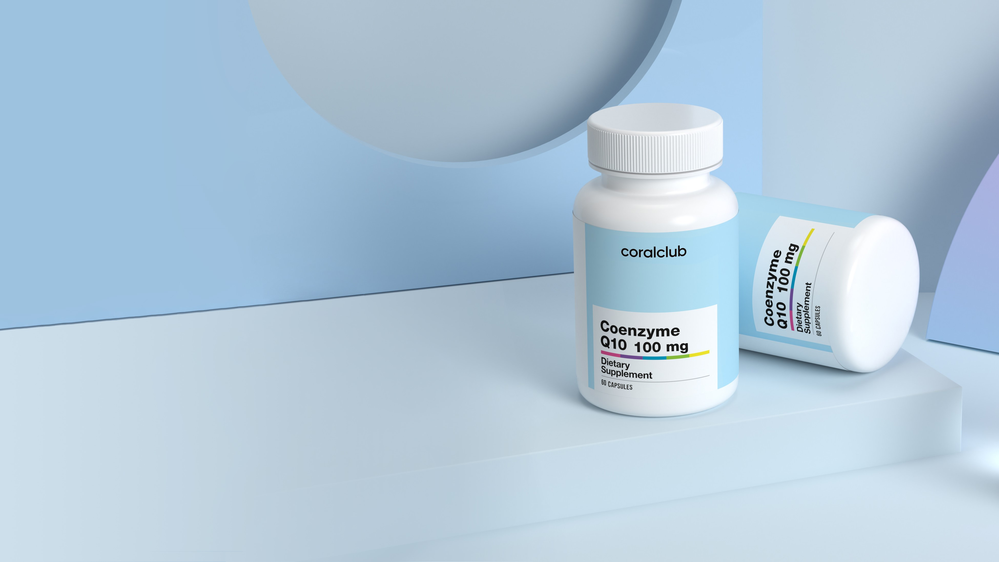 coralclub
Coenzyme
Q10 100 mg
Dietary
Supplement
60 CAPSULES
Coenzyme
Q10 100 mg
Dietary
Supplement
60 CAPSULES